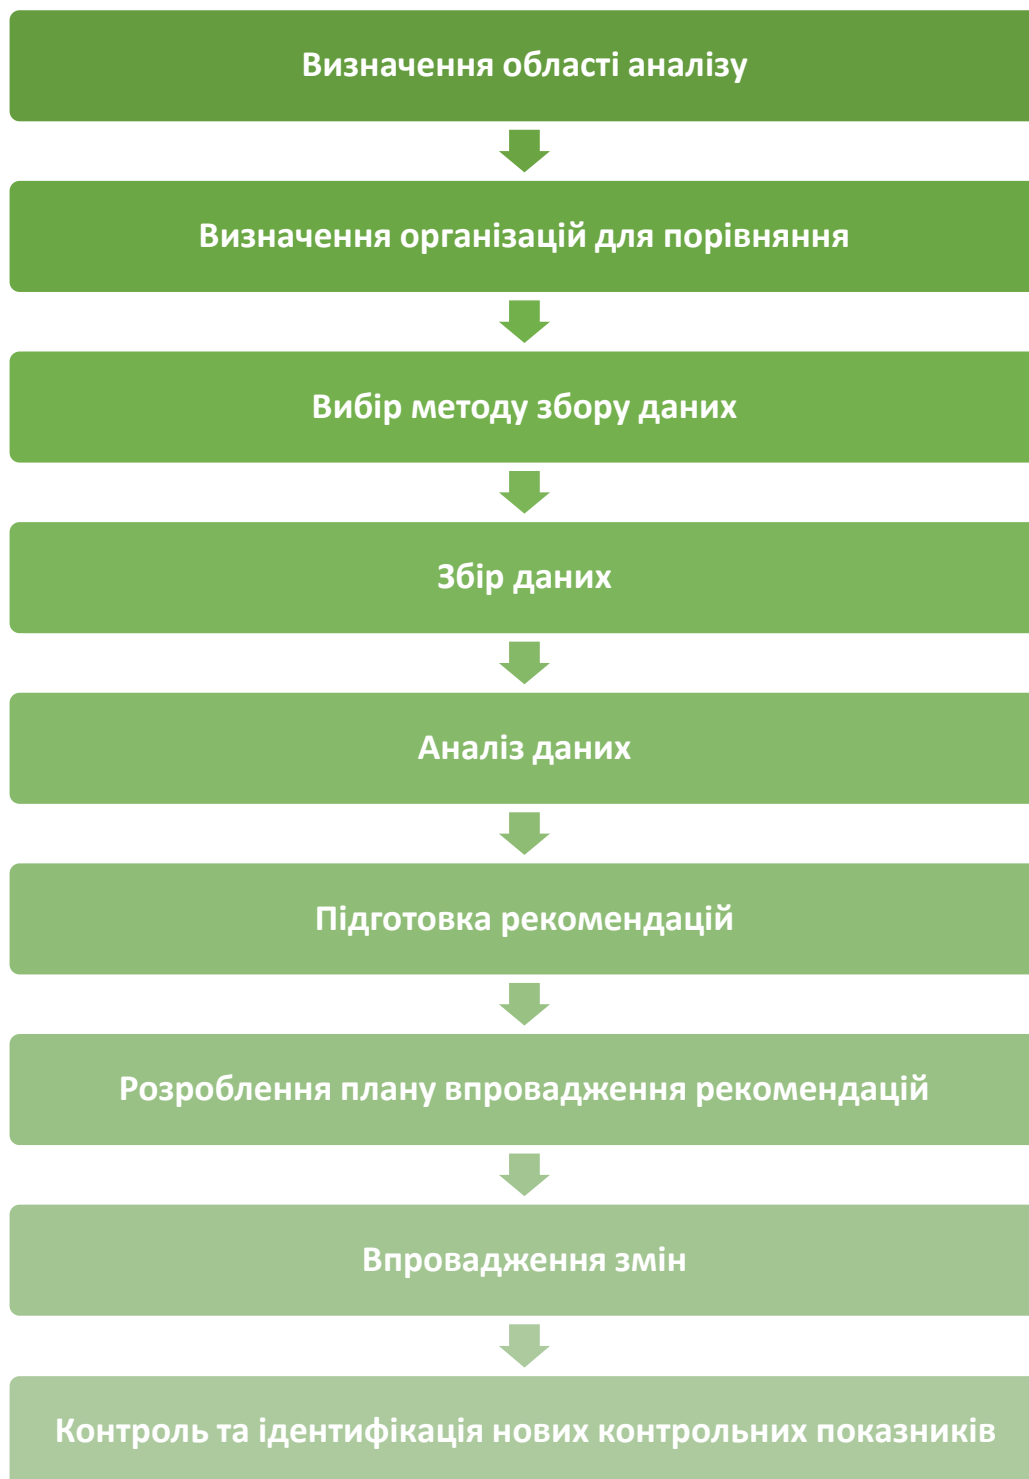 Визначення області аналізу
Визначення організацій для порівняння
Вибір методу збору даних
Збір даних
Аналіз даних
Підготовка рекомендацій
Розроблення плану впровадження рекомендацій
Впровадження змін
Контроль та ідентифікація нових контрольних показників